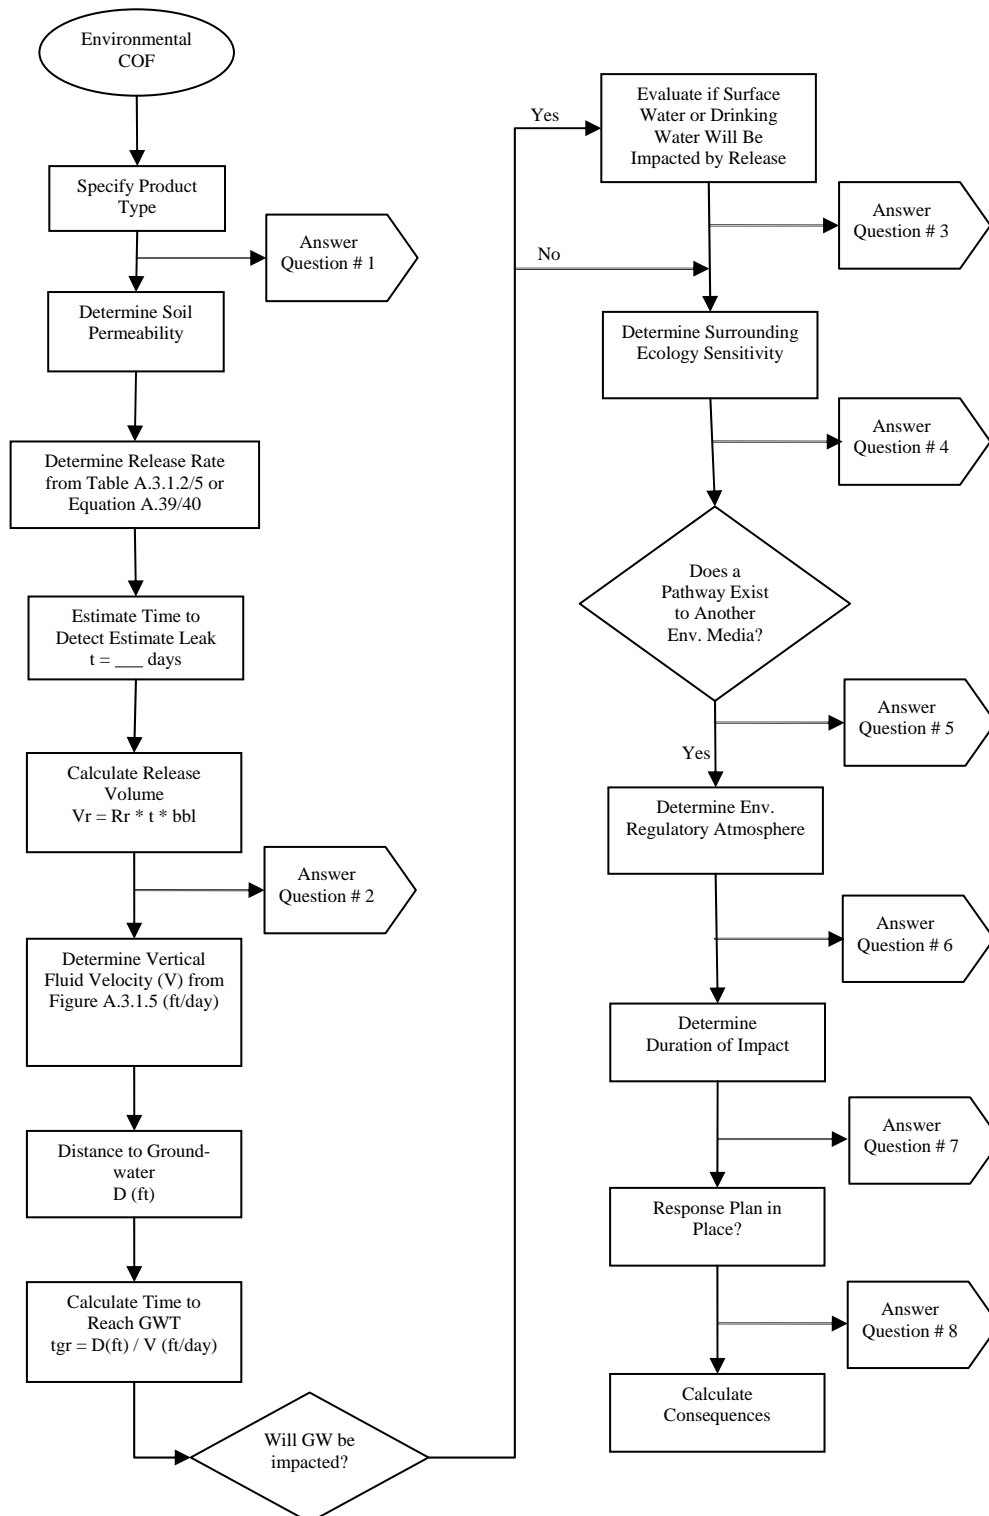 Environmental
COF
Specify Product
Type
Answer
Question # 1
Determine Soil
Permeability
Determine Release Rate
from Table A.3.1.2/5 or
Equation A.39/40
Estimate Time to
Detect Estimate Leak
t = ___ days
Calculate Release
Volume
Vr = Rr * t * bbl
Answer
Question # 2
Determine Vertical
Fluid Velocity (V) from
Figure A.3.1.5 (ft/day)
Distance to Ground-
water
D (ft)
Calculate Time to
Reach GWT
tgr = D(ft) / V (ft/day)
Will GW be
impacted?
Yes
No
Evaluate if Surface
Water or Drinking
Water Will Be
Impacted by Release
Answer
Question # 3
Determine Surrounding
Ecology Sensitivity
Answer
Question # 4
Does a
Pathway Exist
to Another
Env. Media?
Answer
Question # 5
Yes
Determine Env.
Regulatory Atmosphere
Answer
Question # 6
Determine
Duration of Impact
Answer
Question # 7
Response Plan in
Place?
Answer
Question # 8
Calculate
Consequences